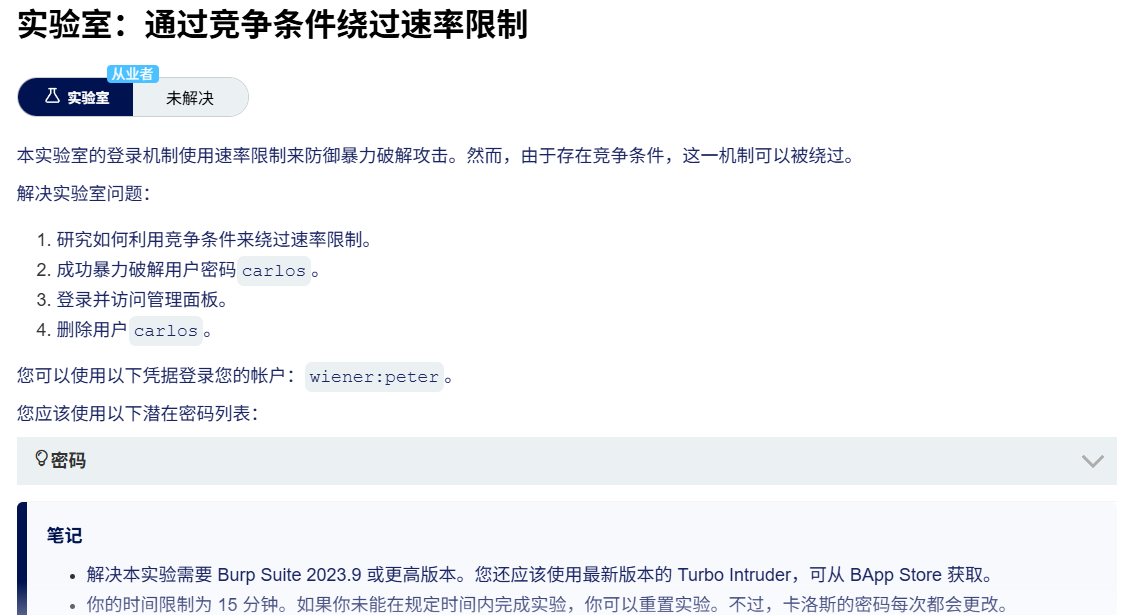 实验室：通过竞争条件绕过速率限制
从业者
实验室
未解决
本实验室的登录机制使用速率限制来防御暴力破解攻击。然而，由于存在竞争条件，这一机制可以被绕过。
解决实验室问题：
1. 研究如何利用竞争条件来绕过速率限制。
2. 成功暴力破解用户密码 carlos 。
3. 登录并访问管理面板。
4. 删除用户 carlos 。
您可以使用以下凭据登录您的帐户： wiener:peter 。
您应该使用以下潜在密码列表：
密码
笔记
• 解决本实验需要 Burp Suite 2023.9 或更高版本。您还应该使用最新版本的 Turbo Intruder，可从 BApp Store 获取。
• 你的时间限制为 15 分钟。如果你未能在规定时间内完成实验，你可以重置实验。不过，卡洛斯的密码每次都会更改。